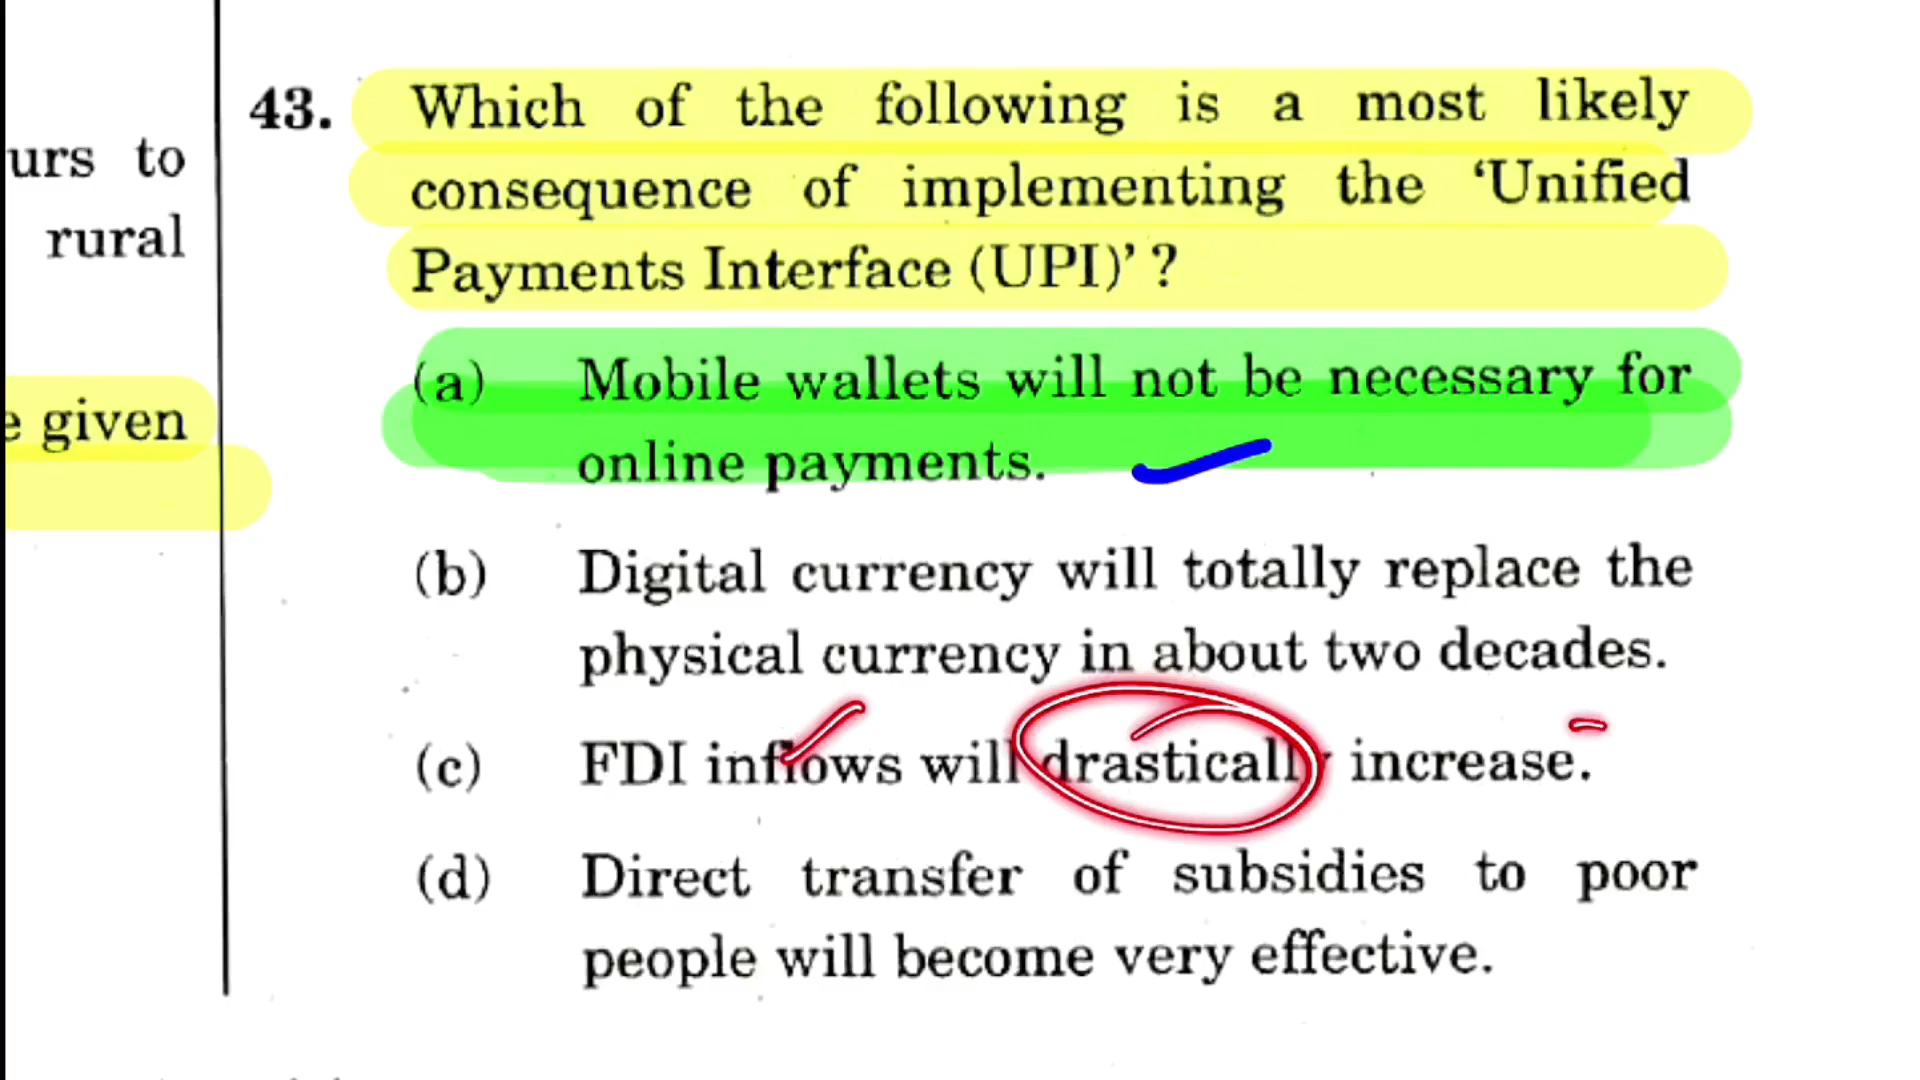 urs to
rural
e given
43. Which of the following is a most likely
consequence of implementing the ‘Unified
Payments Interface (UPI)’ ?
(a) Mobile wallets will not be necessary for
online payments.
(b) Digital currency will totally replace the
physical currency in about two decades.
(c) FDI inflows will drastically increase.
(d) Direct transfer of subsidies to poor
people will become very effective.